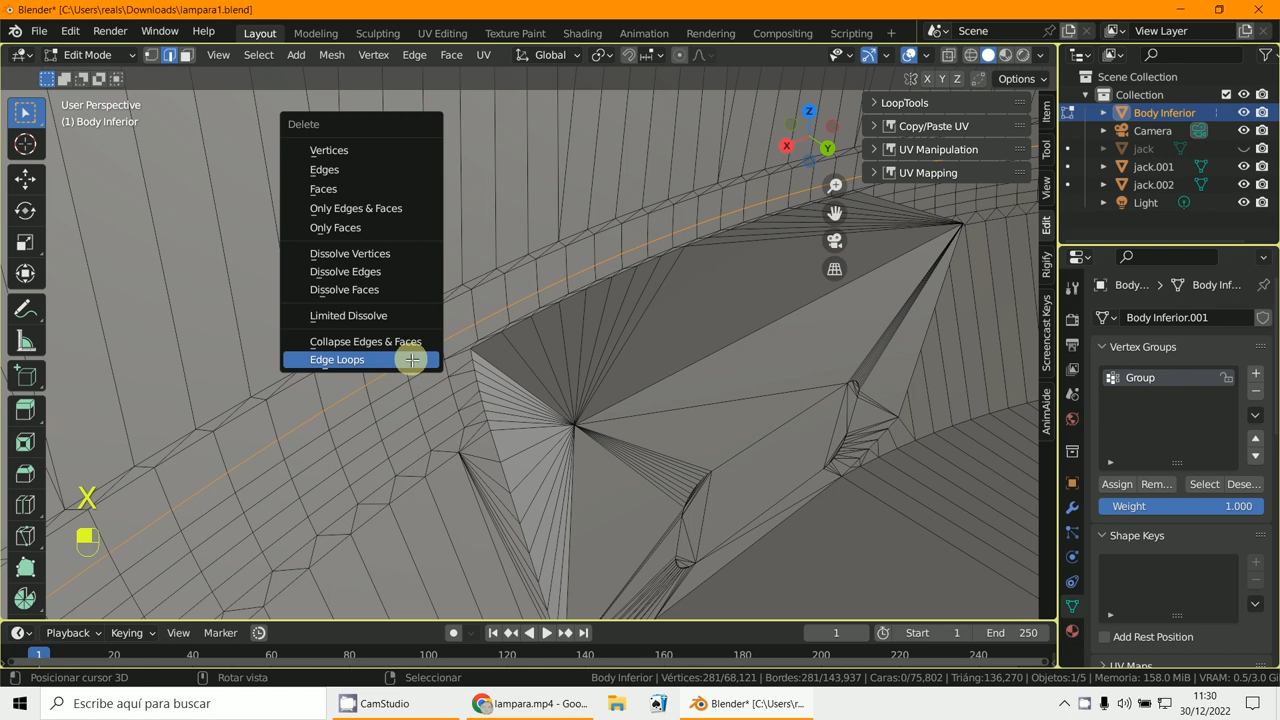 Blender* [C:\Users\reals\Downloads\lampara1.blend]
File Edit Render Window Help Layout Modeling Sculpting UV Editing Texture Paint Shading Animation Rendering Compositing Scripting + Scene View Layer
Edit Mode View Select Add Mesh Vertex Edge Face UV Global
X Y Z Options
User Perspective
(1) Body Inferior
Delete
Vertices
Edges
Faces
Only Edges & Faces
Only Faces
Dissolve Vertices
Dissolve Edges
Dissolve Faces
Limited Dissolve
Collapse Edges & Faces
Edge Loops
X
Z
X
Y
LoopTools
Copy/Paste UV
UV Manipulation
UV Mapping
Item
Tool
View
Edit
Rigify
Screencast Keys
AnimAide
Scene Collection
Collection
Body Inferior
Camera
jack
jack.001
jack.002
Light
Body... > Body Inf...
Body Inferior.001
Vertex Groups
Group
Assign Rem... Select Dese...
Weight 1.000
Shape Keys
Add Rest Position
UV Maps
Playback Keying View Marker 1 Start 1 End 250
1 20 40 60 80 100 120 140 160 180 200 220 240
Posicionar cursor 3D Rotar vista Seleccionar Body Inferior | Vértices:281/68,121 | Bordes:281/143,937 | Caras:0/75,802 | Triáng:136,270 | Objetos:1/5 | Memoria: 158.0 MiB | VRAM: 0.5/3.0 Gi
Escribe aquí para buscar CamStudio lampara.mp4 - Goo... Blender* [C:\Users\r... 11:30
30/12/2022